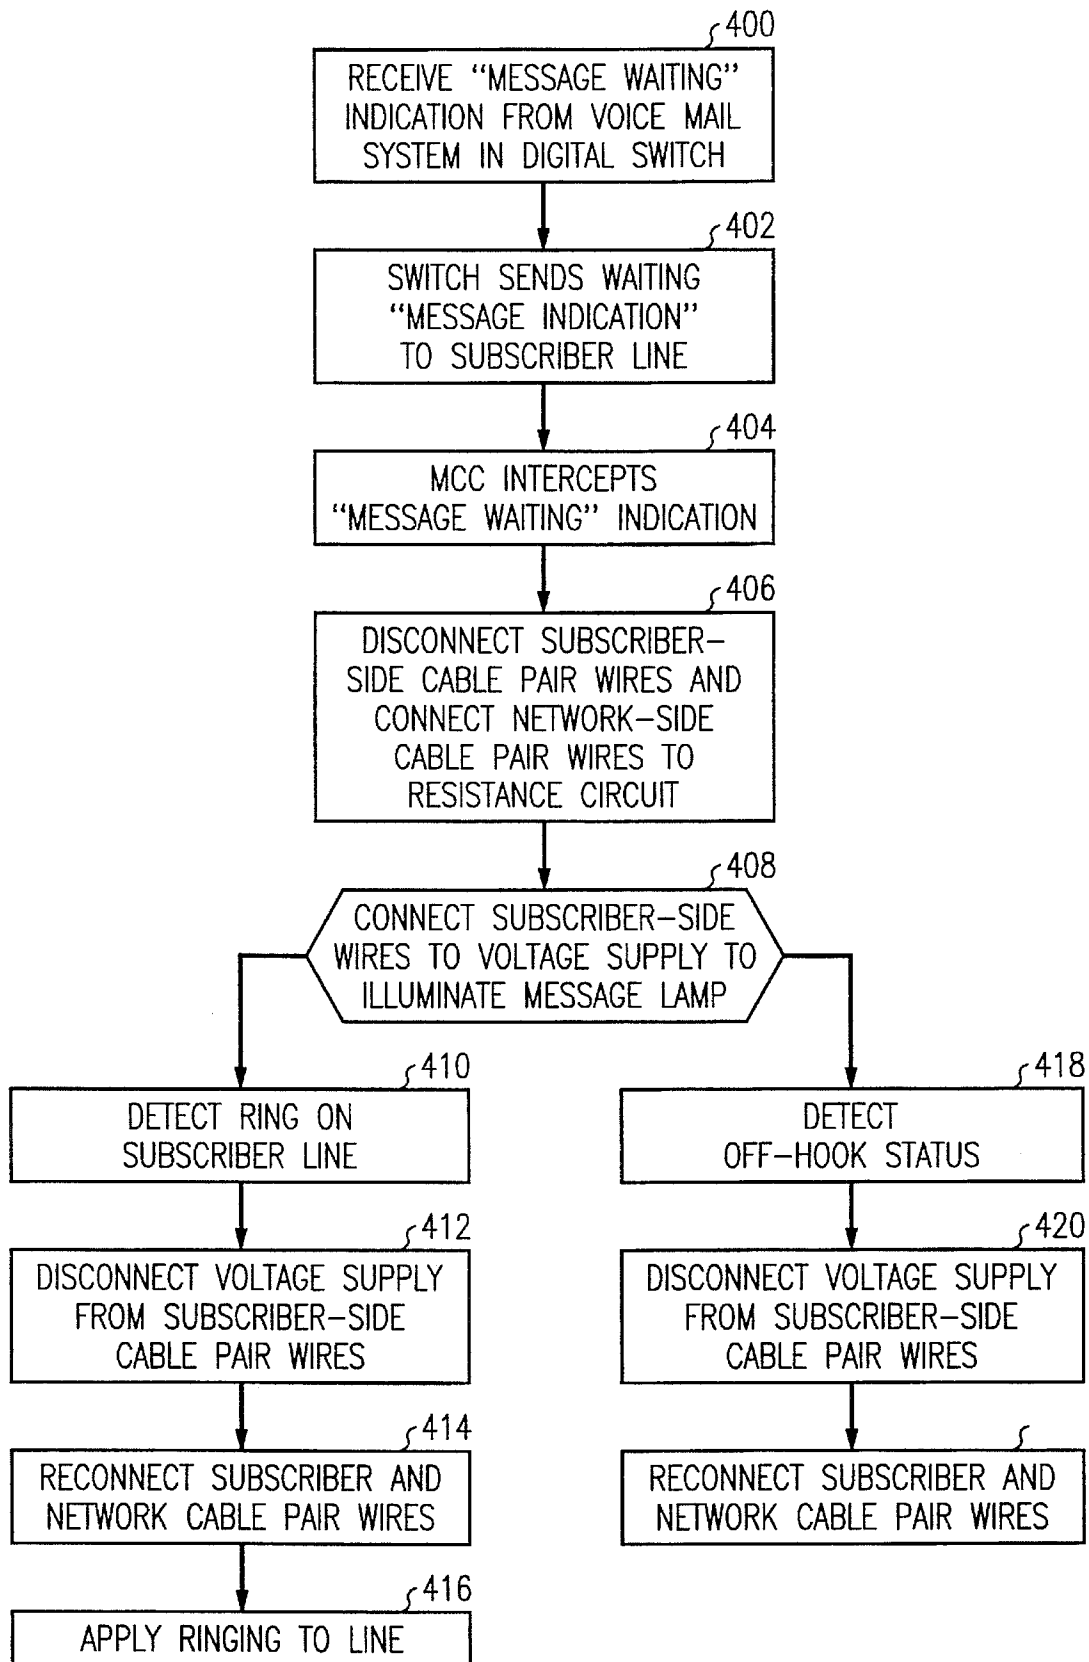 400
RECEIVE “MESSAGE WAITING”
INDICATION FROM VOICE MAIL
SYSTEM IN DIGITAL SWITCH
402
SWITCH SENDS WAITING
“MESSAGE INDICATION”
TO SUBSCRIBER LINE
404
MCC INTERCEPTS
“MESSAGE WAITING” INDICATION
406
DISCONNECT SUBSCRIBER–
SIDE CABLE PAIR WIRES AND
CONNECT NETWORK–SIDE
CABLE PAIR WIRES TO
RESISTANCE CIRCUIT
408
CONNECT SUBSCRIBER–SIDE
WIRES TO VOLTAGE SUPPLY TO
ILLUMINATE MESSAGE LAMP
410
DETECT RING ON
SUBSCRIBER LINE
412
DISCONNECT VOLTAGE SUPPLY
FROM SUBSCRIBER–SIDE
CABLE PAIR WIRES
414
RECONNECT SUBSCRIBER AND
NETWORK CABLE PAIR WIRES
416
APPLY RINGING TO LINE
418
DETECT
OFF–HOOK STATUS
420
DISCONNECT VOLTAGE SUPPLY
FROM SUBSCRIBER–SIDE
CABLE PAIR WIRES
RECONNECT SUBSCRIBER AND
NETWORK CABLE PAIR WIRES